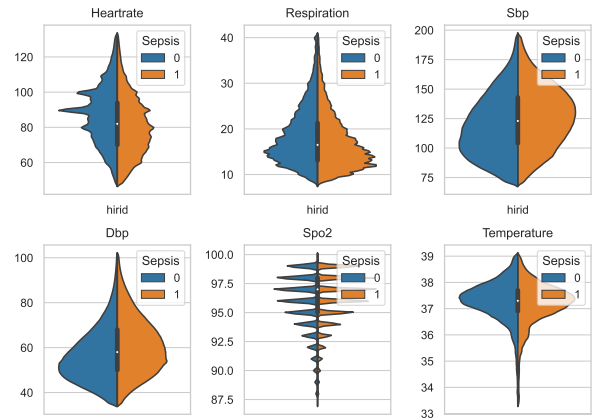 Heartrate
Respiration
Sbp
Sepsis
0
1
120
100
80
60
Sepsis
0
1
40
30
20
10
Sepsis
0
1
200
175
150
125
100
75
hirid
hirid
hirid
Dbp
Spo2
Temperature
Sepsis
0
1
100
80
60
40
Sepsis
0
1
100.0
97.5
95.0
92.5
90.0
87.5
Sepsis
0
1
39
38
37
36
35
34
33